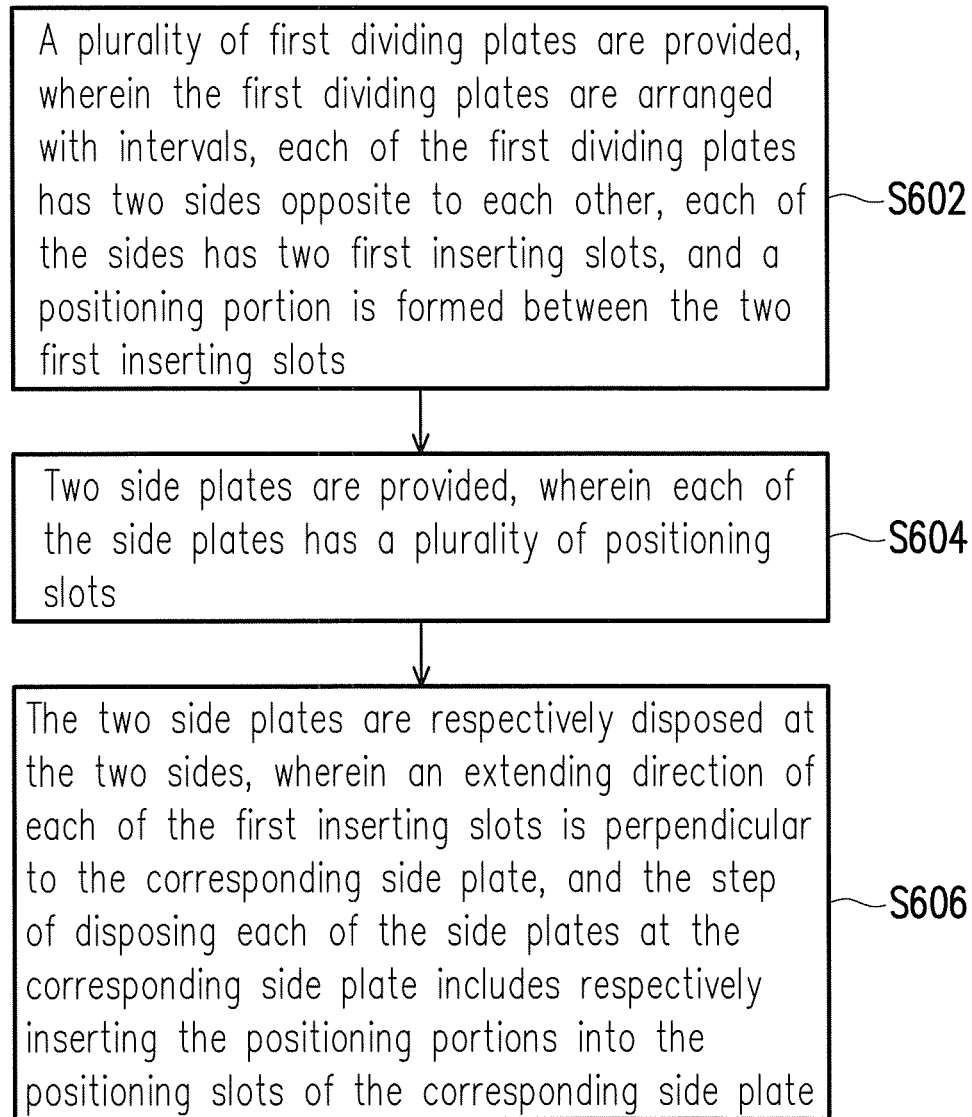 A plurality of first dividing plates are provided,
wherein the first dividing plates are arranged
with intervals, each of the first dividing plates
has two sides opposite to each other, each of
the sides has two first inserting slots, and a
positioning portion is formed between the two
first inserting slots
S602
Two side plates are provided, wherein each of
the side plates has a plurality of positioning
slots
S604
The two side plates are respectively disposed at
the two sides, wherein an extending direction of
each of the first inserting slots is perpendicular
to the corresponding side plate, and the step
of disposing each of the side plates at the
corresponding side plate includes respectively
inserting the positioning portions into the
positioning slots of the corresponding side plate
S606